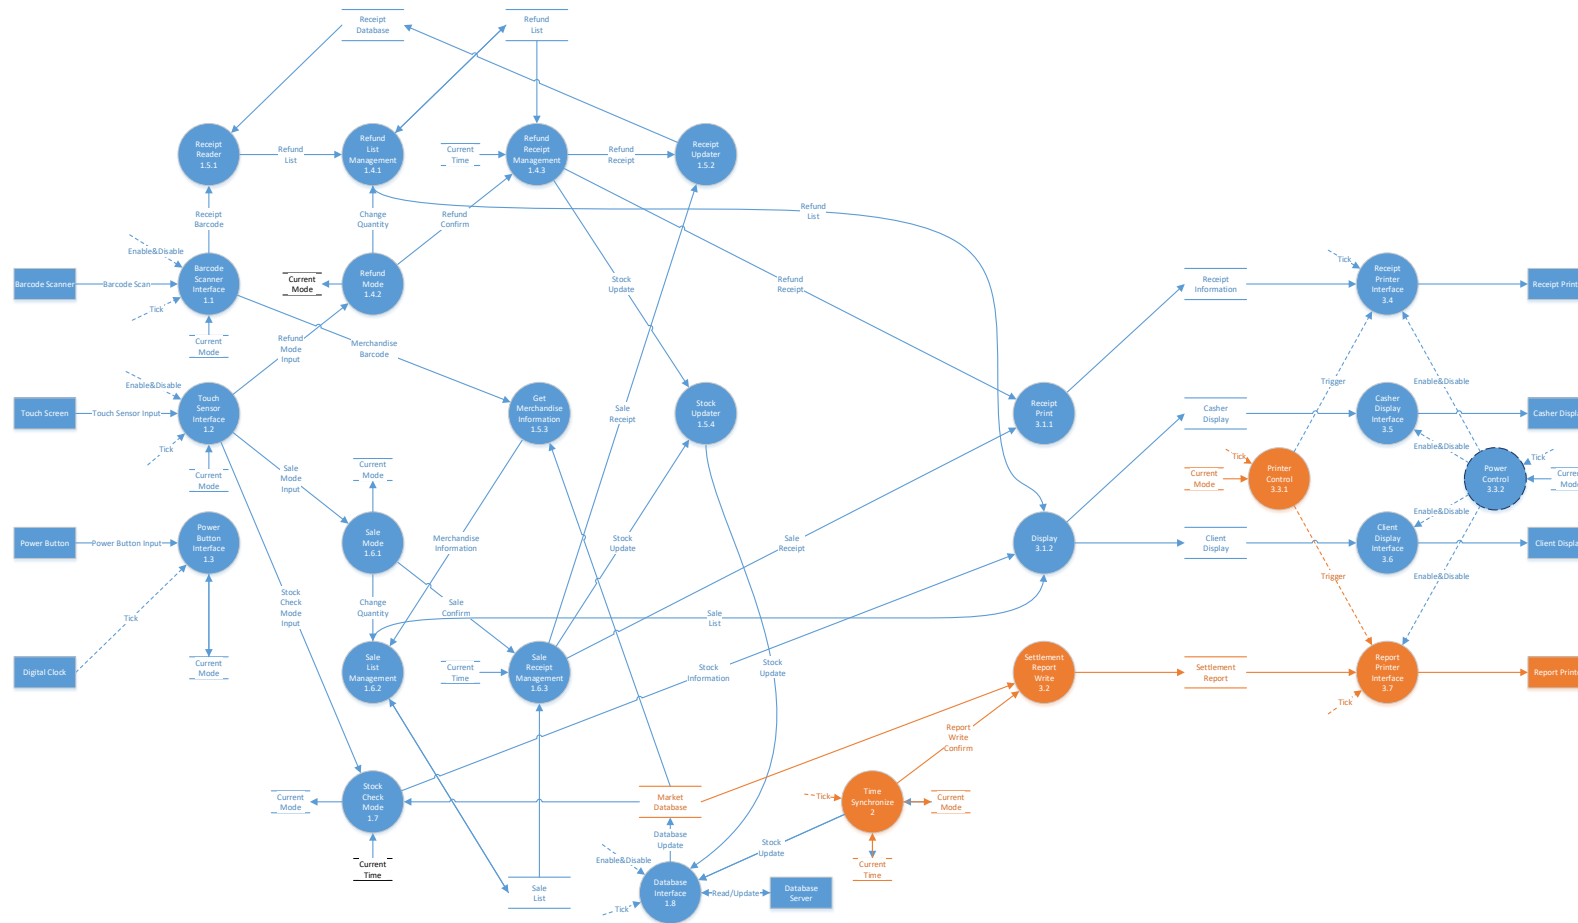 Receipt
Database
Refund
List
Receipt
Reader
1.5.1
Refund
List
Refund
List
Management
1.4.1
Current
Time
Refund
Receipt
Management
1.4.3
Refund
Receipt
Receipt
Updater
1.5.2
Receipt
Barcode
Change
Quantity
Refund
Confirm
Refund
List
Enable&Disable
Barcode Scanner
Barcode Scan
Barcode
Scanner
Interface
1.1
Tick
Current
Mode
Current
Mode
Refund
Mode
1.4.2
Stock
Update
Refund
Receipt
Receipt
Information
Tick
Receipt
Printer
Interface
3.4
Receipt Print
Refund
Mode
Input
Merchandise
Barcode
Enable&Disable
Touch Screen
Touch Sensor Input
Touch
Sensor
Interface
1.2
Tick
Current
Mode
Get
Merchandise
Information
1.5.3
Sale
Receipt
Stock
Updater
1.5.4
Receipt
Print
3.1.1
Casher
Display
Trigger
Enable&Disable
Casher
Display
Interface
3.5
Casher Displa
Enable&Disable
Sale
Mode
Input
Current
Mode
Tick
Current
Mode
Printer
Control
3.3.1
Power
Control
3.3.2
Tick
Curre
Mod
Power Button
Power Button Input
Power
Button
Interface
1.3
Sale
Mode
1.6.1
Merchandise
Information
Stock
Update
Sale
Receipt
Display
3.1.2
Client
Display
Enable&Disable
Client
Display
Interface
3.6
Client Displa
Trigger
Enable&Disable
Tick
Stock
Check
Mode
Input
Change
Quantity
Sale
Confirm
Sale
List
Digital Clock
Current
Mode
Sale
List
Management
1.6.2
Current
Time
Sale
Receipt
Management
1.6.3
Stock
Information
Stock
Update
Settlement
Report
Write
3.2
Settlement
Report
Report
Printer
Interface
3.7
Tick
Report Printe
Report
Write
Confirm
Current
Mode
Stock
Check
Mode
1.7
Current
Time
Market
Database
Tick
Time
Synchronize
2
Current
Mode
Current
Time
Database
Update
Stock
Update
Enable&Disable
Sale
List
Tick
Database
Interface
1.8
Read/Update
Database
Server